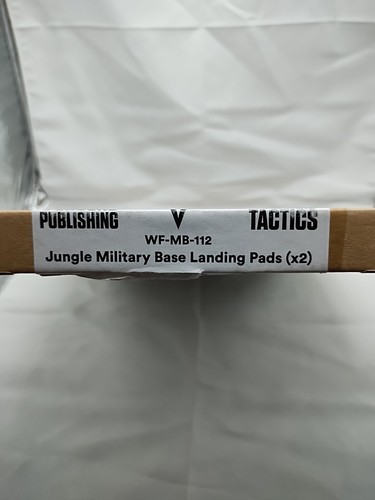 PUBLISHING TACTICS
WF-MB-112
Jungle Military Base Landing Pads (x2)